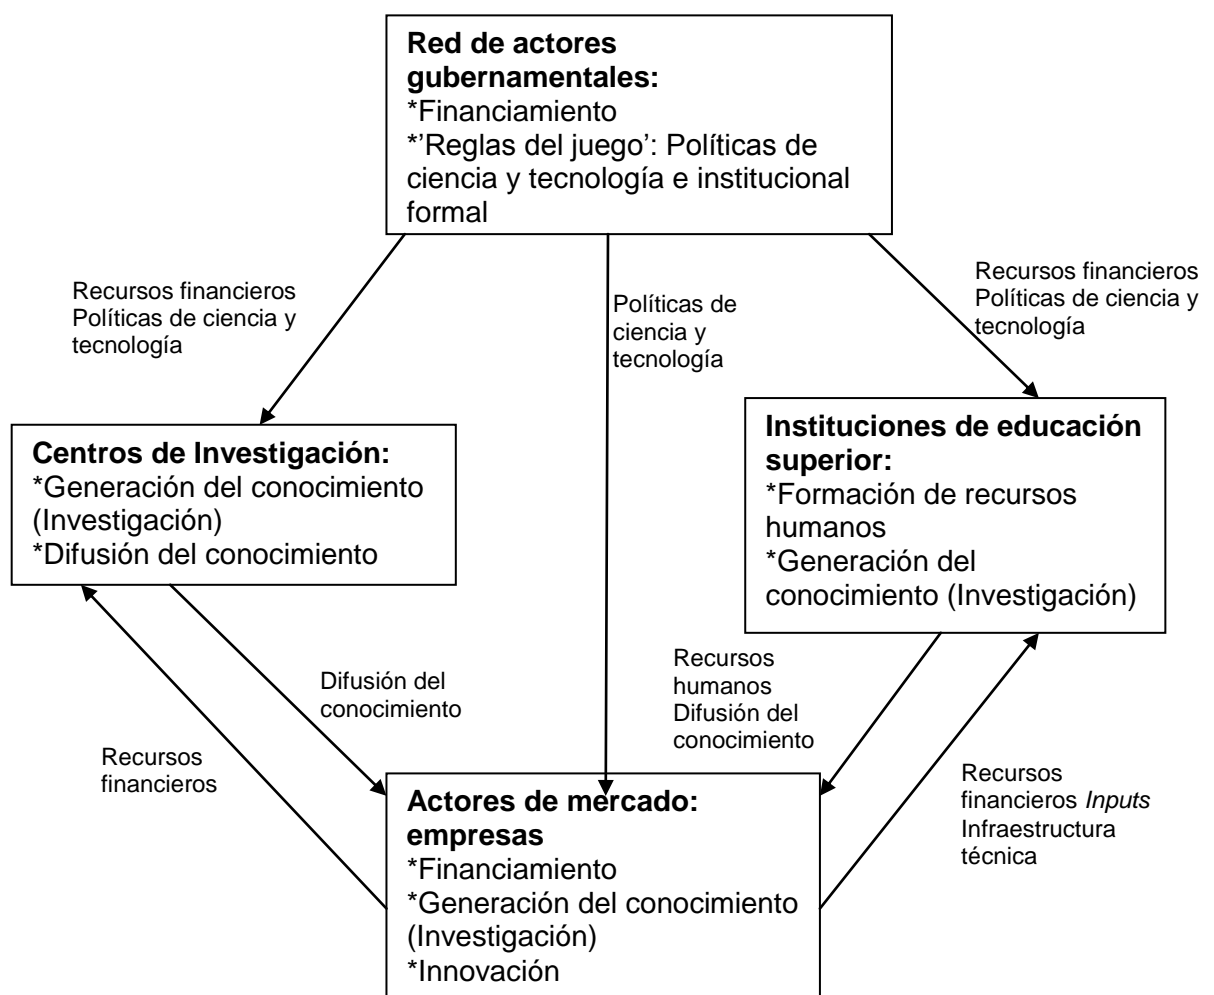 Red de actores
gubernamentales:
*Financiamiento
*’Reglas del juego’: Políticas de
ciencia y tecnología e institucional
formal
Recursos financieros
Políticas de ciencia y
tecnología
Políticas de
ciencia y
tecnología
Recursos financieros
Políticas de ciencia y
tecnología
Centros de Investigación:
*Generación del conocimiento
(Investigación)
*Difusión del conocimiento
Instituciones de educación
superior:
*Formación de recursos
humanos
*Generación del
conocimiento (Investigación)
Difusión del
conocimiento
Recursos
humanos
Difusión del
conocimiento
Recursos
financieros
Recursos
financieros Inputs
Infraestructura
técnica
Actores de mercado:
empresas
*Financiamiento
*Generación del conocimiento
(Investigación)
*Innovación